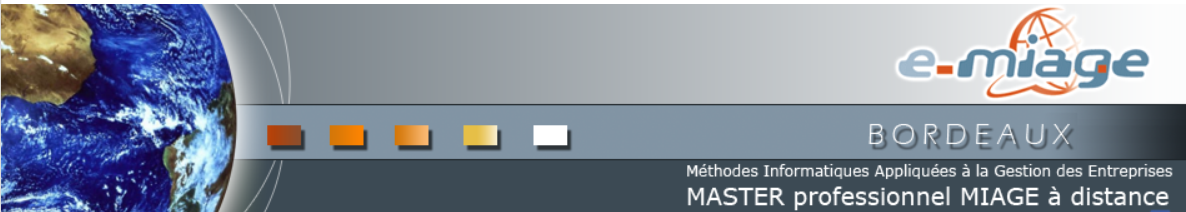 e-miage
BORDEAUX
Méthodes Informatiques Appliquées à la Gestion des Entreprises
MASTER professionnel MIAGE à distance